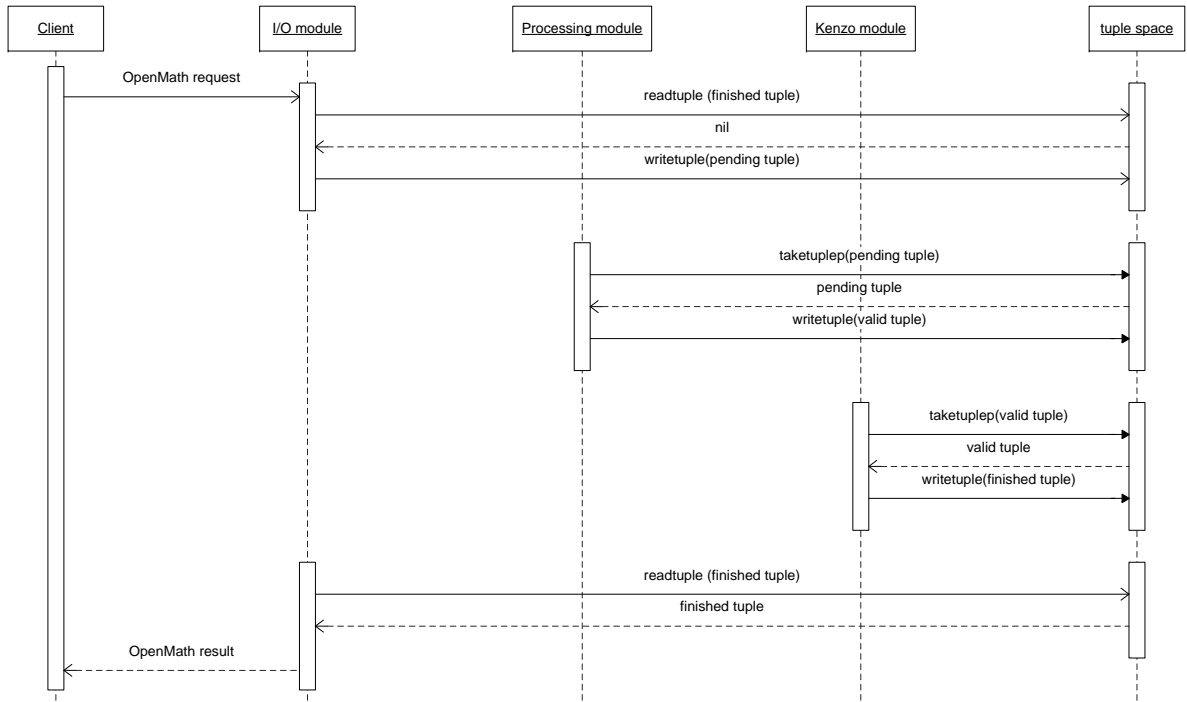 Client
I/O module
Processing module
Kenzo module
tuple space
OpenMath request
readtuple (finished tuple)
nil
writetuple(pending tuple)
taketuplep(pending tuple)
pending tuple
writetuple(valid tuple)
taketuplep(valid tuple)
valid tuple
writetuple(finished tuple)
readtuple (finished tuple)
finished tuple
OpenMath result